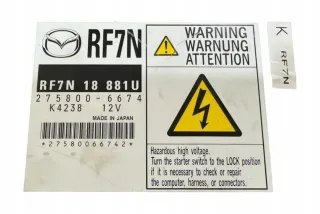 RF7N
WARNING
WARNUNG
ATTENTION
RF7N 18 881U
275800-6674
K4238 12V
MADE IN JAPAN
*27580066742*
Hazardous high voltage.
Turn the starter switch to the LOCK position
if it is necessary to check or repair
the computer, harness, or connectors.
K RF7N